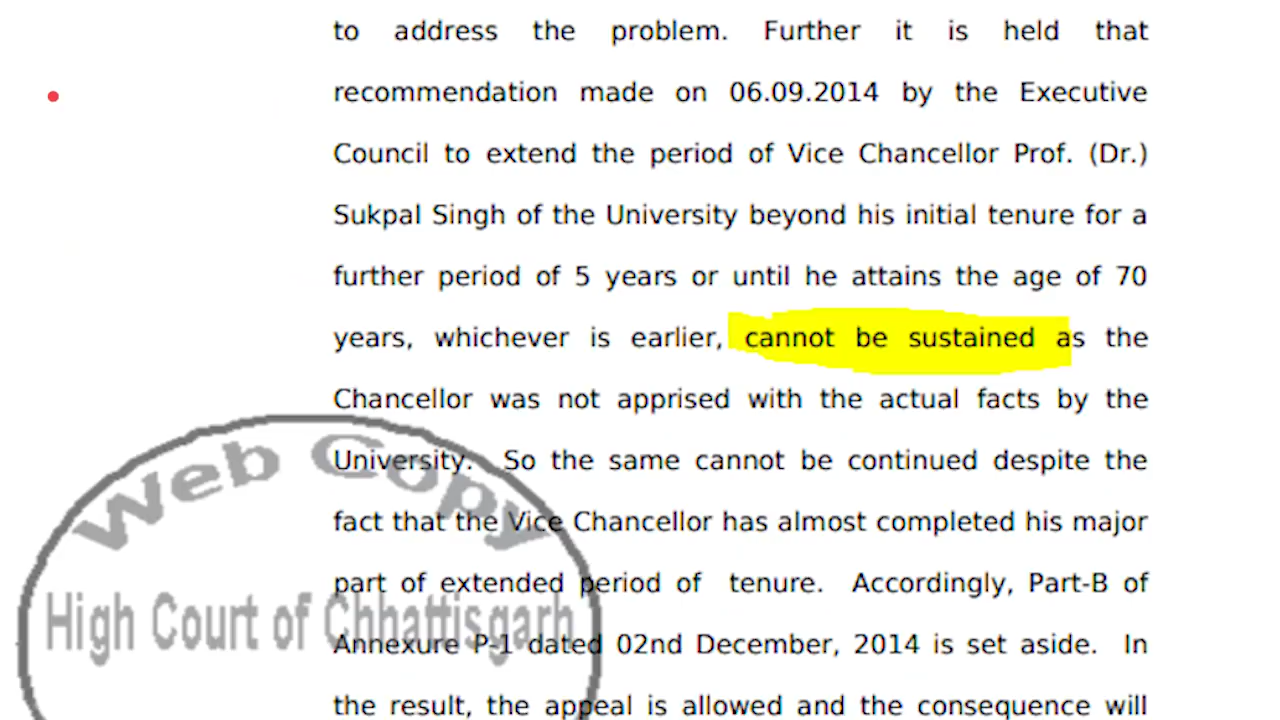 to address the problem. Further it is held that
recommendation made on 06.09.2014 by the Executive
Council to extend the period of Vice Chancellor Prof. (Dr.)
Sukpal Singh of the University beyond his initial tenure for a
further period of 5 years or until he attains the age of 70
years, whichever is earlier, cannot be sustained as the
Chancellor was not apprised with the actual facts by the
University. So the same cannot be continued despite the
fact that the Vice Chancellor has almost completed his major
part of extended period of tenure. Accordingly, Part-B of
Annexure P-1 dated 02nd December, 2014 is set aside. In
the result, the appeal is allowed and the consequence will
Web Copy
High Court of Chhattisgarh